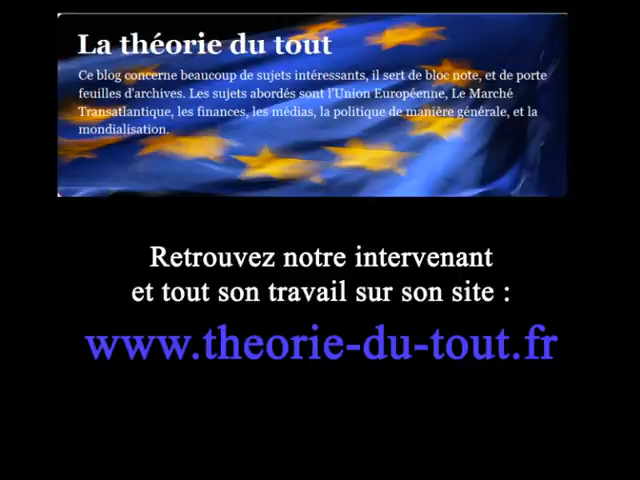 La théorie du tout
Ce blog concerne beaucoup de sujets intéressants, il sert de bloc note, et de porte
feuilles d'archives. Les sujets abordés sont l'Union Européenne, Le Marché
Transatlantique, les finances, les médias, la politique de manière générale, et la
mondialisation.
Retrouvez notre intervenant
et tout son travail sur son site :
www.theorie-du-tout.fr